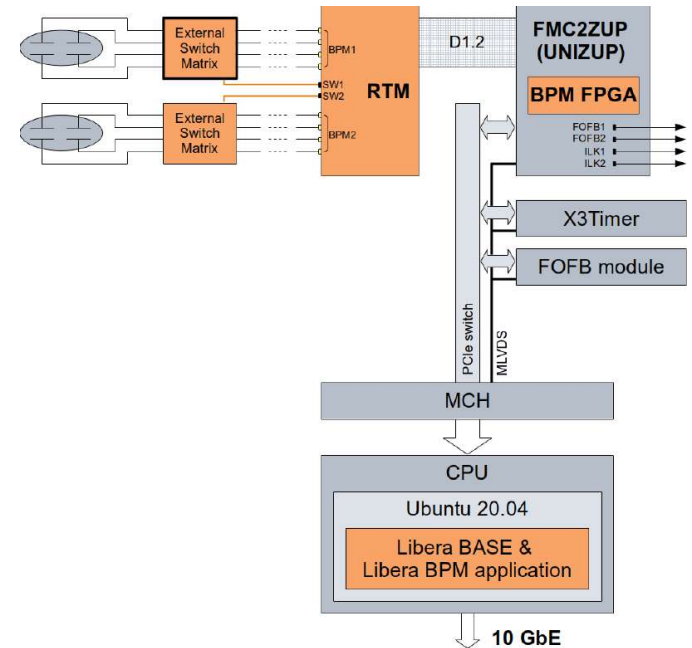 External
Switch
Matrix
BPM1
SW1
SW2
RTM
D1.2
FMC2ZUP
(UNIZUP)
BPM FPGA
FOFB1
FOFB2
ILK1
ILK2
External
Switch
Matrix
BPM2
X3Timer
FOFB module
PCIe switch
MLVDS
MCH
CPU
Ubuntu 20.04
Libera BASE &
Libera BPM application
10 GbE